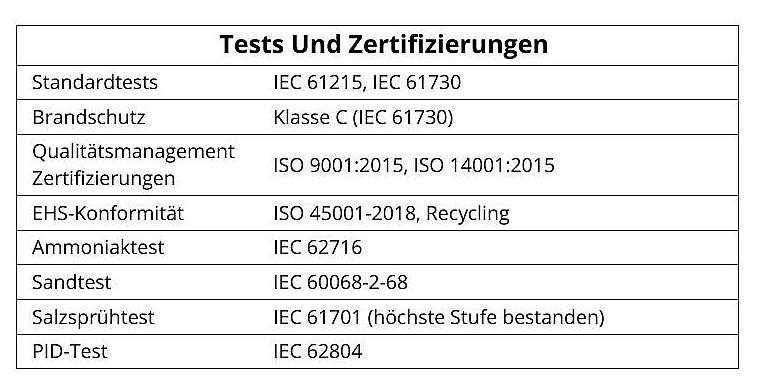 Tests Und Zertifizierungen
Standardtests IEC 61215, IEC 61730
Brandschutz Klasse C (IEC 61730)
Qualitätsmanagement
Zertifizierungen ISO 9001:2015, ISO 14001:2015
EHS-Konformität ISO 45001-2018, Recycling
Ammoniaktest IEC 62716
Sandtest IEC 60068-2-68
Salzsprühtest IEC 61701 (höchste Stufe bestanden)
PID-Test IEC 62804